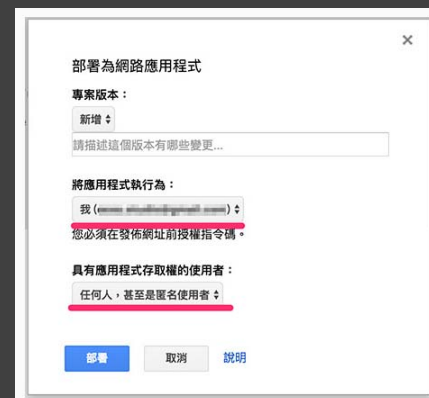 部署為網路應用程式
專案版本：
新增
請描述這個版本有哪些變更...
將應用程式執行為：
我 ( )
您必須在發佈網址前授權指令碼。
具有應用程式存取權的使用者：
任何人，甚至是匿名使用者
部署 取消 說明